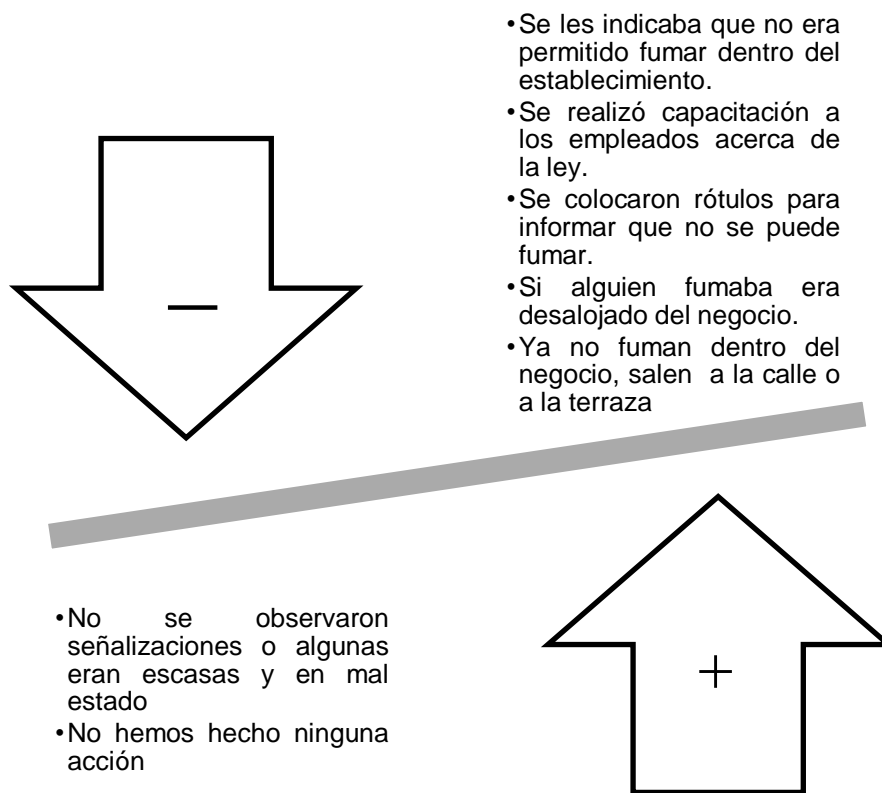 •Se les indicaba que no era
permitido fumar dentro del
establecimiento.
•Se realizó capacitación a
los empleados acerca de
la ley.
•Se colocaron rótulos para
informar que no se puede
fumar.
•Si alguien fumaba era
desalojado del negocio.
•Ya no fuman dentro del
negocio, salen a la calle o
a la terraza
—
•No se observaron
señalizaciones o algunas
eran escasas y en mal
estado
•No hemos hecho ninguna
acción
+